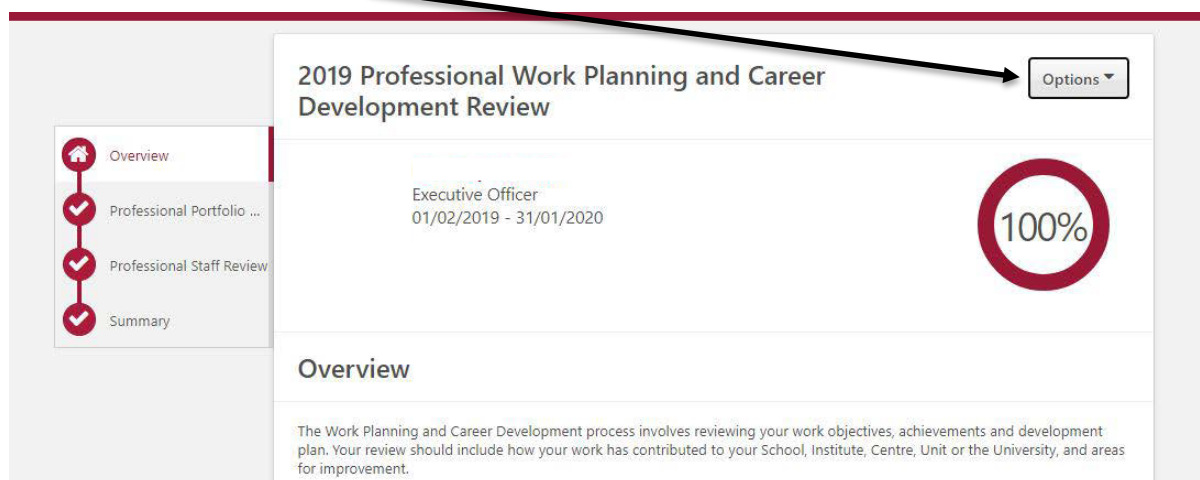 2019 Professional Work Planning and Career
Development Review
Options
Overview
Professional Portfolio ...
Professional Staff Review
Summary
Executive Officer
01/02/2019 - 31/01/2020
100%
Overview
The Work Planning and Career Development process involves reviewing your work objectives, achievements and development
plan. Your review should include how your work has contributed to your School, Institute, Centre, Unit or the University, and areas
for improvement.